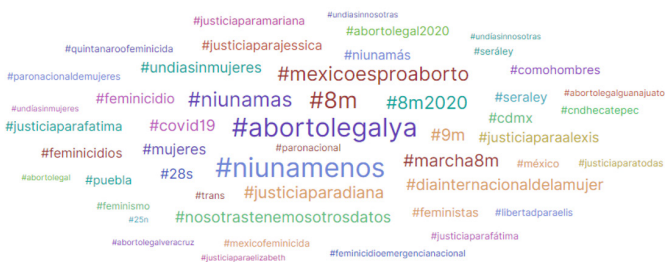 #undiasinnosotras
#justiciaparamariana
#abortolegal2020
#undiasinnosotras
#quintanaroofeminicida #justiciaparajessica #niunamás #seráley
#undiasinmujeres #mexicoesproaborto #comohombres
#paronacionaldemujeres
#feminicidio #niunamas #8m #8m2020 #seraley #abortolegalguanajuato
#undiasinmujeres #cndhecatepec
#cdmx
#justiciaparafatima #covid19 #abortolegalya #9m #justiciaparaalexis
#feminicidios #mujeres #paronacional #marcha8m #méxico #justiciaparatodas
#abortolegal #puebla #28s #niunamenos
#trans #justiciaparadiana #diainternacionaldelamujer
#feminismo #nosotrastenemosotrosdatos #feministas #libertadparaelis
#25n
#abortolegalveracruz #mexicofeminicida #justiciaparafátima
#justiciaparaelizabeth #feminicidioemergencianacional